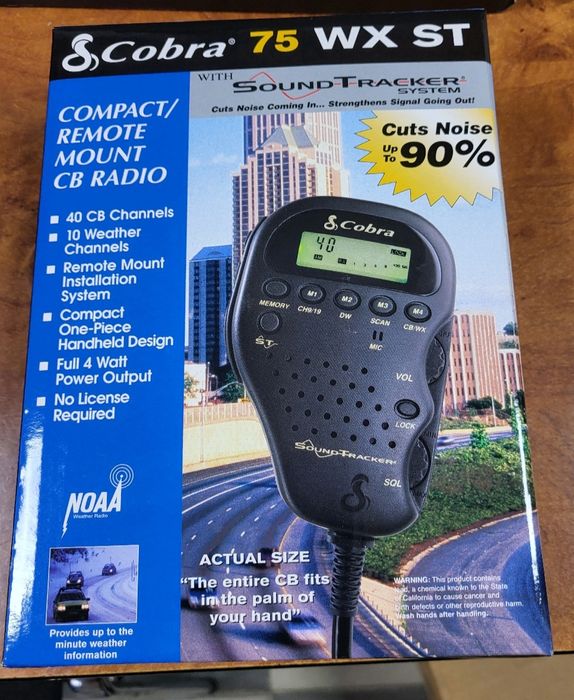 Cobra® 75 WX ST
WITH SOUNDTRACKER®
SYSTEM
Cuts Noise Coming In... Strengthens Signal Going Out!
COMPACT/
REMOTE
MOUNT
CB RADIO
Cuts Noise
Up To 90%
■ 40 CB Channels
■ 10 Weather
Channels
■ Remote Mount
Installation
System
■ Compact
One-Piece
Handheld Design
■ Full 4 Watt
Power Output
■ No License
Required
Cobra
40
MEMORY
M1 M2 M3 M4
CH9/19 DW SCAN CB/WX
ST
MIC
VOL
LOCK
SOUNDTRACKER
SQL
NOAA
Weather Radio
Provides up to the
minute weather
information
ACTUAL SIZE
"The entire CB fits
in the palm of
your hand"
WARNING: This product contains
lead, a chemical known to the State
of California to cause cancer and
birth defects or other reproductive harm.
Wash hands after handling.